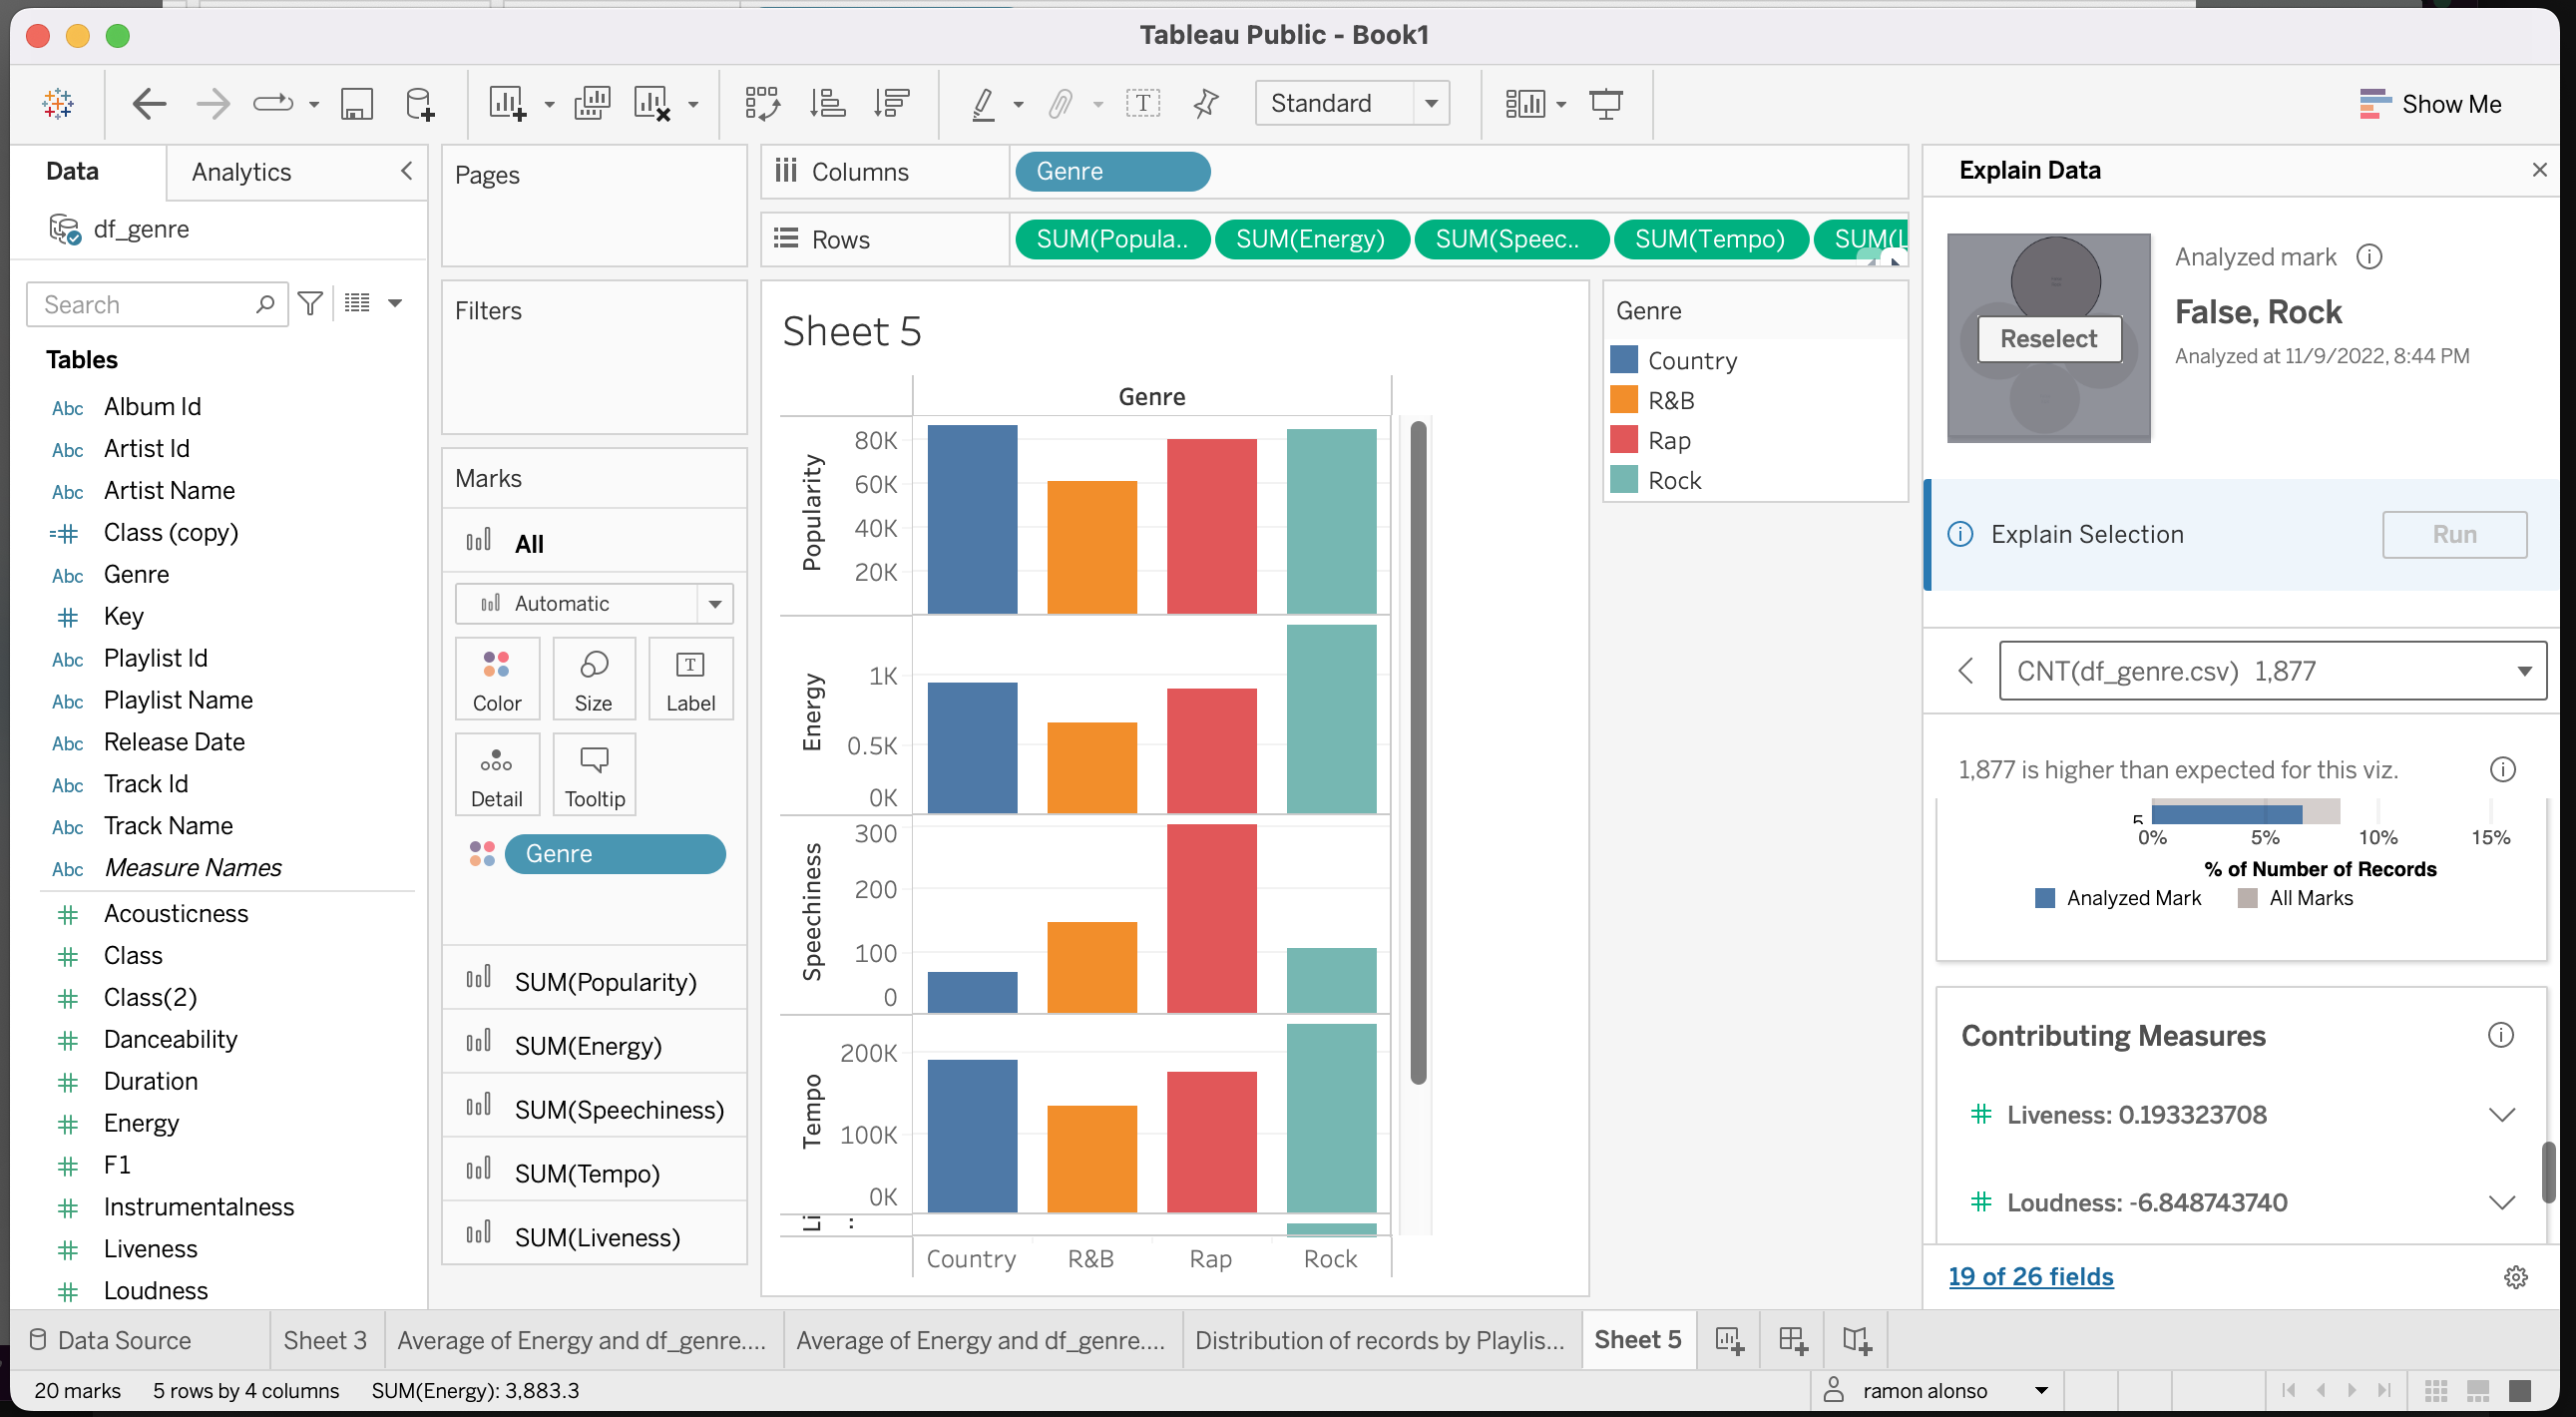 Tableau Public - Book1
Standard
Show Me
Data
Analytics
df_genre
Search
Tables
Abc Album Id
Abc Artist Id
Abc Artist Name
=# Class (copy)
Abc Genre
# Key
Abc Playlist Id
Abc Playlist Name
Abc Release Date
Abc Track Id
Abc Track Name
Abc Measure Names
# Acousticness
# Class
# Class(2)
# Danceability
# Duration
# Energy
# F1
# Instrumentalness
# Liveness
# Loudness
Pages
Filters
Marks
All
Automatic
Color
Size
T
Label
Detail
Tooltip
Genre
SUM(Popularity)
SUM(Energy)
SUM(Speechiness)
SUM(Tempo)
SUM(Liveness)
Columns
Genre
Rows
SUM(Popula..
SUM(Energy)
SUM(Speec..
SUM(Tempo)
SUM(L
Sheet 5
Genre
Popularity
80K
60K
40K
20K
Energy
1K
0.5K
0K
Speechiness
300
200
100
0
Tempo
200K
100K
0K
Li
Country
R&B
Rap
Rock
Genre
Country
R&B
Rap
Rock
Explain Data
Reselect
Analyzed mark
False, Rock
Analyzed at 11/9/2022, 8:44 PM
Explain Selection
Run
CNT(df_genre.csv) 1,877
1,877 is higher than expected for this viz.
5
0% 5% 10% 15%
% of Number of Records
Analyzed Mark
All Marks
Contributing Measures
# Liveness: 0.193323708
# Loudness: -6.848743740
19 of 26 fields
Data Source
Sheet 3
Average of Energy and df_genre....
Average of Energy and df_genre....
Distribution of records by Playlis...
Sheet 5
20 marks
5 rows by 4 columns
SUM(Energy): 3,883.3
ramon alonso